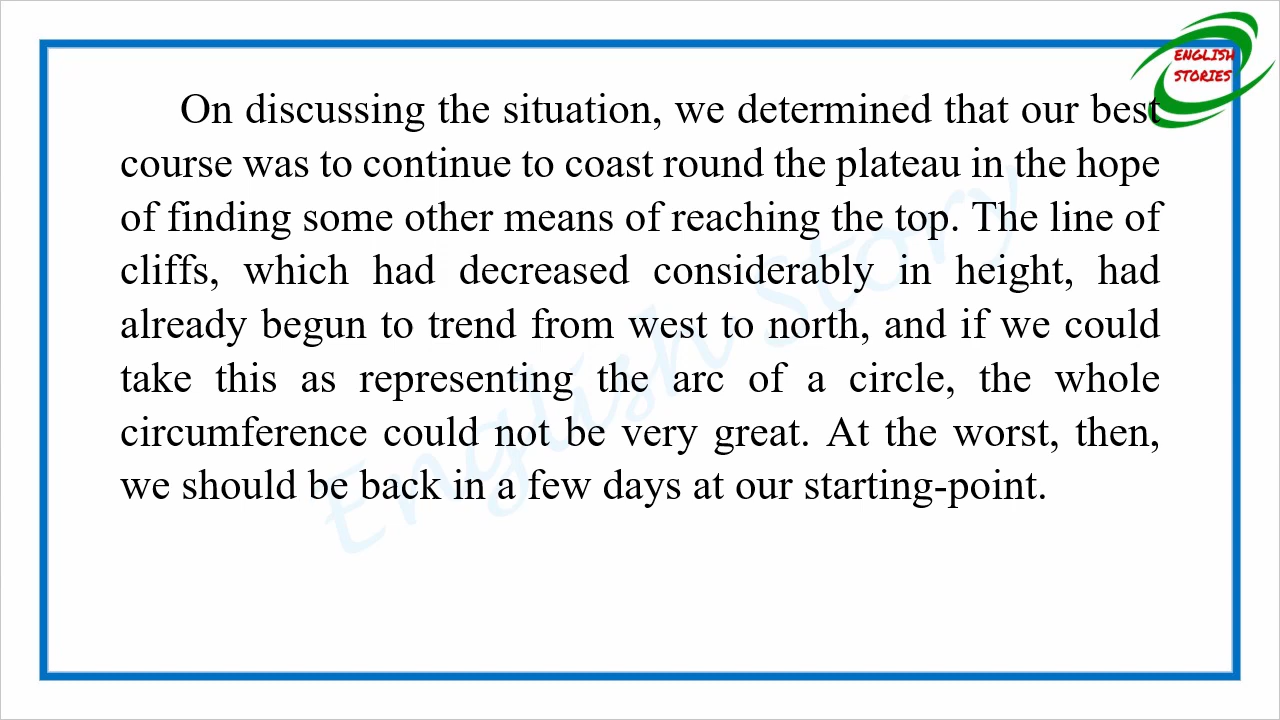 ENGLISH
STORIES
On discussing the situation, we determined that our best
course was to continue to coast round the plateau in the hope
of finding some other means of reaching the top. The line of
cliffs, which had decreased considerably in height, had
already begun to trend from west to north, and if we could
take this as representing the arc of a circle, the whole
circumference could not be very great. At the worst, then,
we should be back in a few days at our starting-point.
English Story